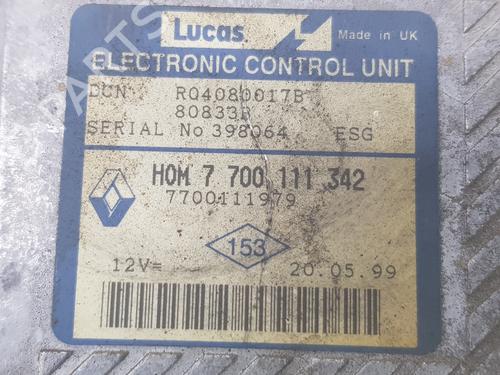 Lucas Made in UK
ELECTRONIC CONTROL UNIT
DCN R04080017B
80833B
SERIAL No 398064 ESG
HOM 7 700 111 342
7700111979
153
12V= 20.05.99